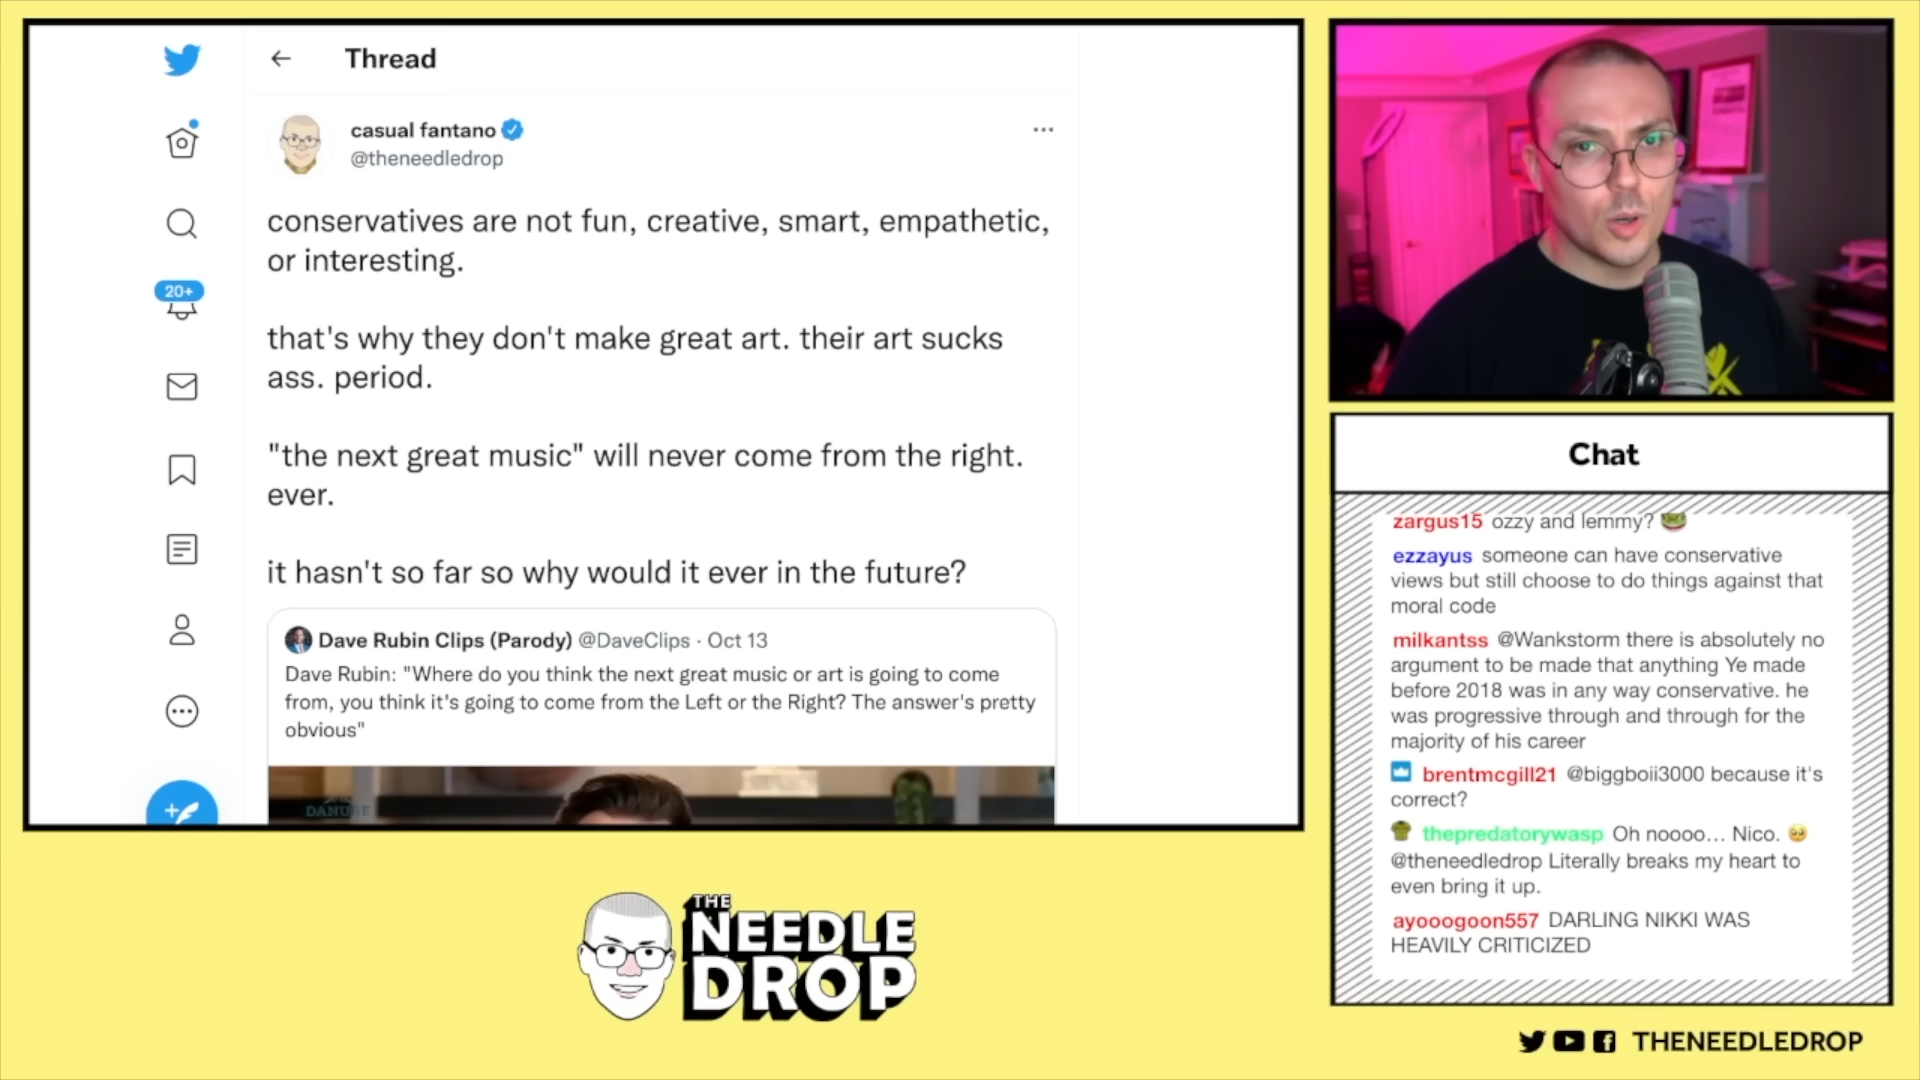 Thread
casual fantano
@theneedledrop
conservatives are not fun, creative, smart, empathetic,
or interesting.
that's why they don't make great art. their art sucks
ass. period.
"the next great music" will never come from the right.
ever.
it hasn't so far so why would it ever in the future?
20+
Dave Rubin Clips (Parody) @DaveClips · Oct 13
Dave Rubin: "Where do you think the next great music or art is going to come
from, you think it's going to come from the Left or the Right? The answer's pretty
obvious"
DANUBE
THE
NEEDLE
DROP
Chat
zargus15 ozzy and lemmy?
ezzayus someone can have conservative
views but still choose to do things against that
moral code
milkantss @Wankstorm there is absolutely no
argument to be made that anything Ye made
before 2018 was in any way conservative. he
was progressive through and through for the
majority of his career
brentmcgill21 @biggboii3000 because it's
correct?
thepredatorywasp Oh noooo... Nico.
@theneedledrop Literally breaks my heart to
even bring it up.
ayooogoon557 DARLING NIKKI WAS
HEAVILY CRITICIZED
THENEEDLEDROP